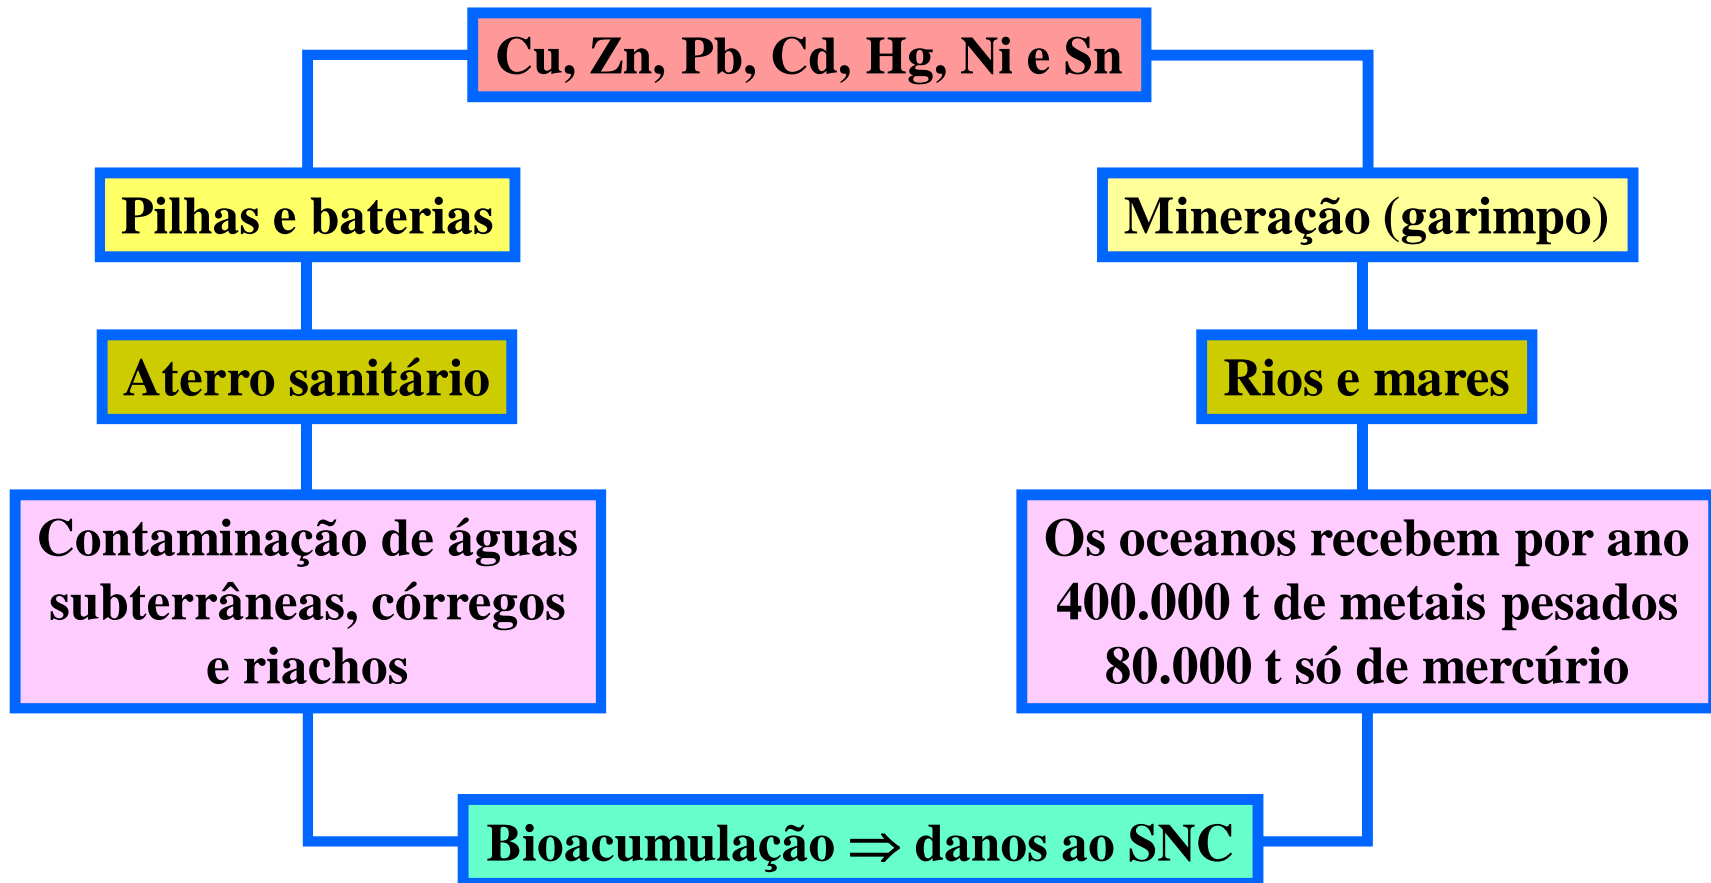 Cu, Zn, Pb, Cd, Hg, Ni e Sn
Pilhas e baterias
Mineração (garimpo)
Aterro sanitário
Rios e mares
Contaminação de águas
subterrâneas, córregos
e riachos
Os oceanos recebem por ano
400.000 t de metais pesados
80.000 t só de mercúrio
Bioacumulação ⇒ danos ao SNC